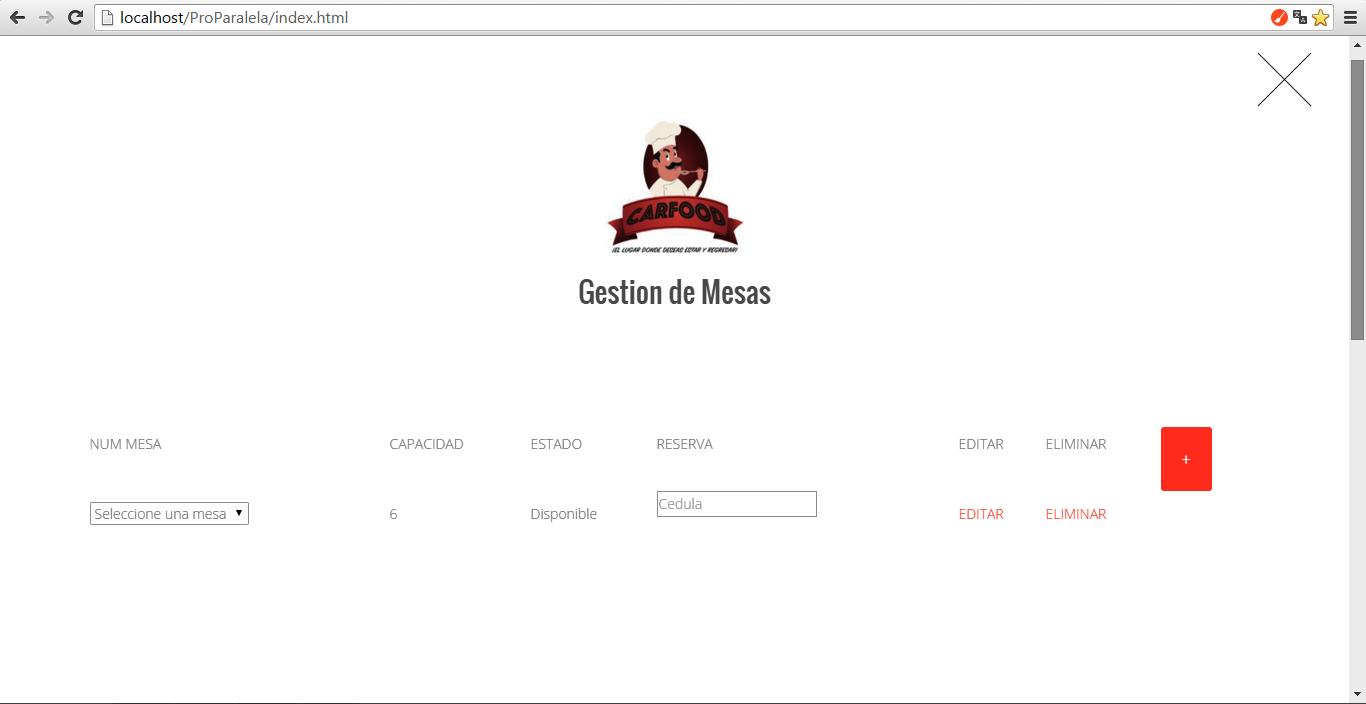 localhost/ProParalela/index.html
CARFOOD
¡EL LUGAR DONDE DESEAS ESTAR Y REGRESAR!
Gestion de Mesas
NUM MESA CAPACIDAD ESTADO RESERVA EDITAR ELIMINAR +
Seleccione una mesa 6 Disponible Cedula EDITAR ELIMINAR